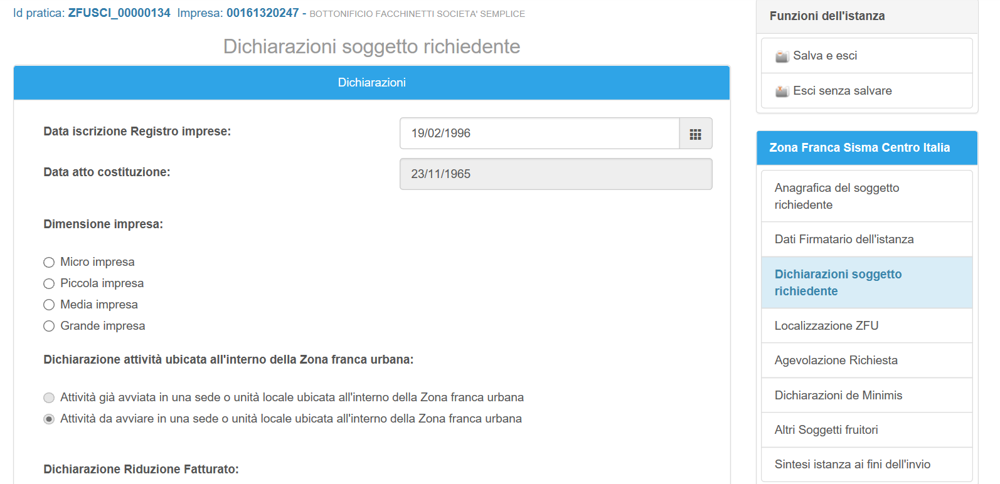 Id pratica: ZFUSCI_00000134 Impresa: 00161320247 - BOTTONIFICIO FACCHINETTI SOCIETA' SEMPLICE
Dichiarazioni soggetto richiedente
Dichiarazioni
Data iscrizione Registro imprese:
19/02/1996
Data atto costituzione:
23/11/1965
Dimensione impresa:
Micro impresa
Piccola impresa
Media impresa
Grande impresa
Dichiarazione attività ubicata all'interno della Zona franca urbana:
Attività già avviata in una sede o unità locale ubicata all'interno della Zona franca urbana
Attività da avviare in una sede o unità locale ubicata all'interno della Zona franca urbana
Dichiarazione Riduzione Fatturato:
Funzioni dell'istanza
Salva e esci
Esci senza salvare
Zona Franca Sisma Centro Italia
Anagrafica del soggetto
richiedente
Dati Firmatario dell'istanza
Dichiarazioni soggetto
richiedente
Localizzazione ZFU
Agevolazione Richiesta
Dichiarazioni de Minimis
Altri Soggetti fruitori
Sintesi istanza ai fini dell'invio